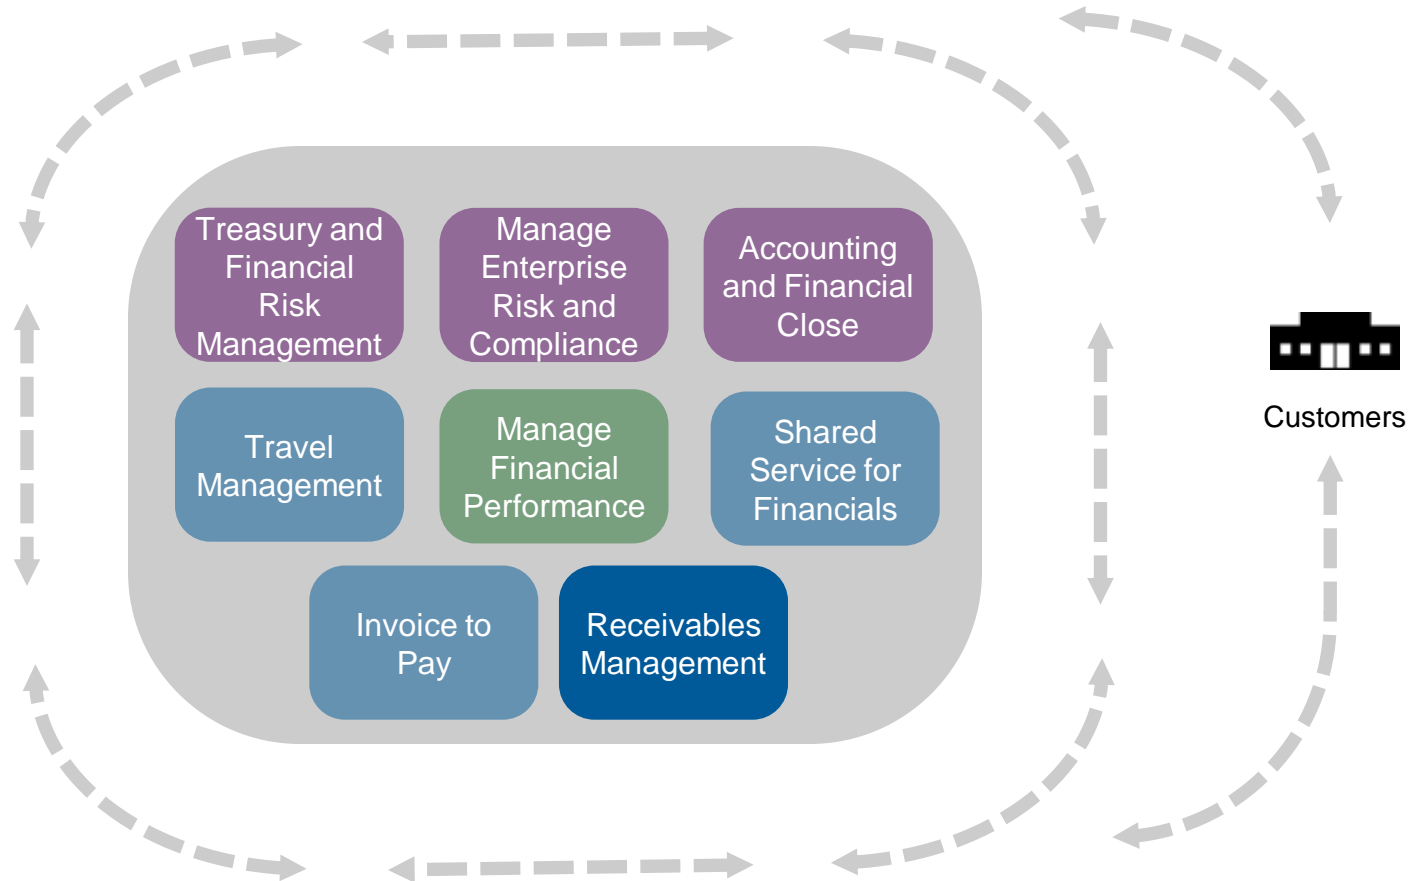 Treasury and
Financial
Risk
Management
Manage
Enterprise
Risk and
Compliance
Accounting
and Financial
Close
Travel
Management
Manage
Financial
Performance
Shared
Service for
Financials
Invoice to
Pay
Receivables
Management
Customers